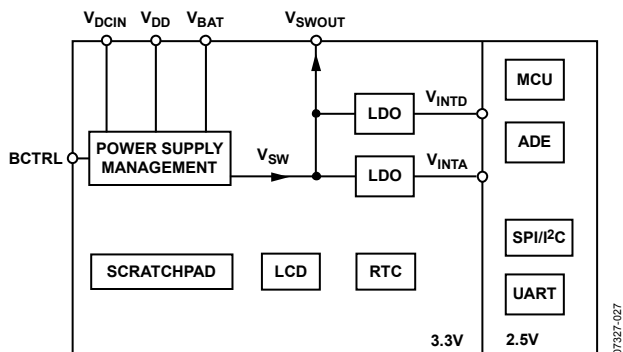 VDCIN VDD VBAT VSWOUT
MCU
LDO VINTD
ADE
BCTRL POWER SUPPLY
MANAGEMENT
VSW
LDO VINTA
SPI/I2C
SCRATCHPAD LCD RTC
UART
3.3V 2.5V
07327-027